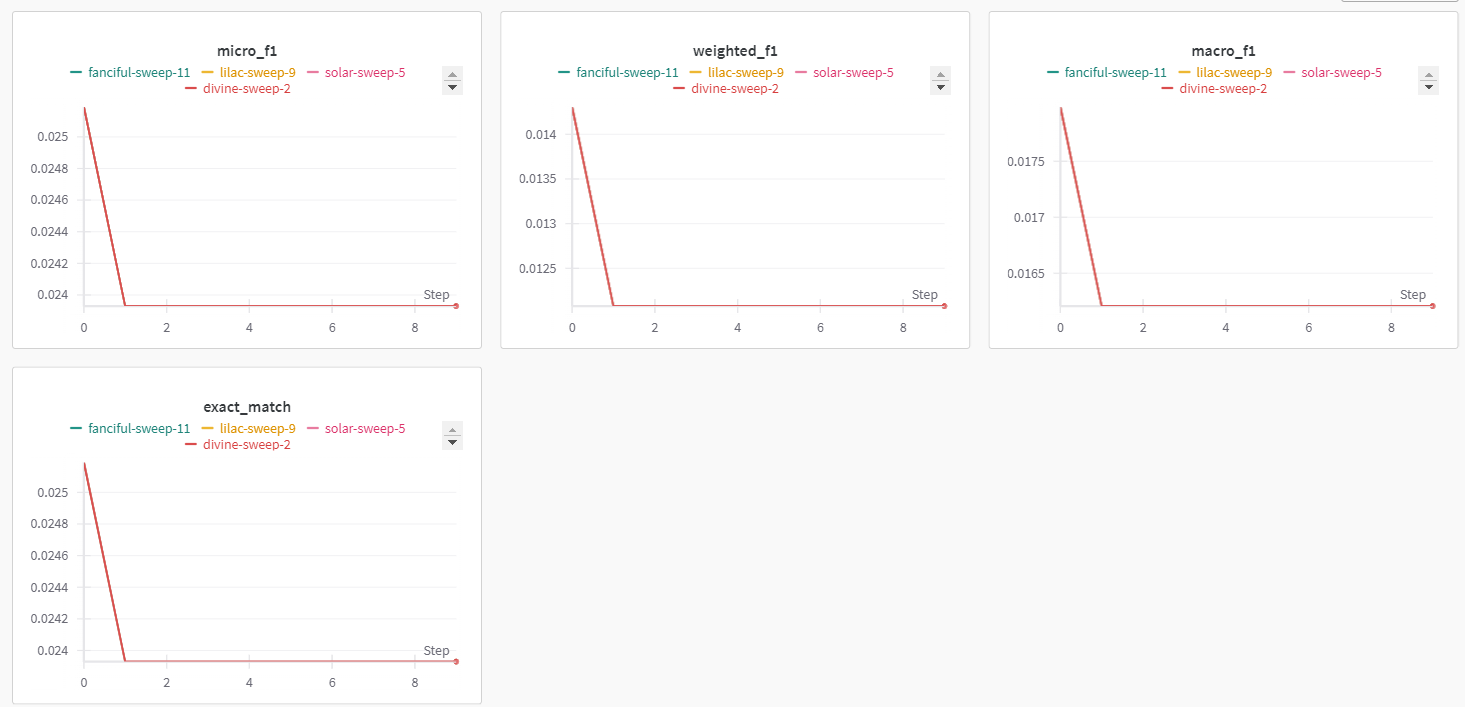 micro_f1
fanciful-sweep-11 lilac-sweep-9 solar-sweep-5
divine-sweep-2
0.025
0.0248
0.0246
0.0244
0.0242
0.024
Step
0 2 4 6 8
weighted_f1
fanciful-sweep-11 lilac-sweep-9 solar-sweep-5
divine-sweep-2
0.014
0.0135
0.013
0.0125
Step
0 2 4 6 8
macro_f1
fanciful-sweep-11 lilac-sweep-9 solar-sweep-5
divine-sweep-2
0.0175
0.017
0.0165
Step
0 2 4 6 8
exact_match
fanciful-sweep-11 lilac-sweep-9 solar-sweep-5
divine-sweep-2
0.025
0.0248
0.0246
0.0244
0.0242
0.024
Step
0 2 4 6 8